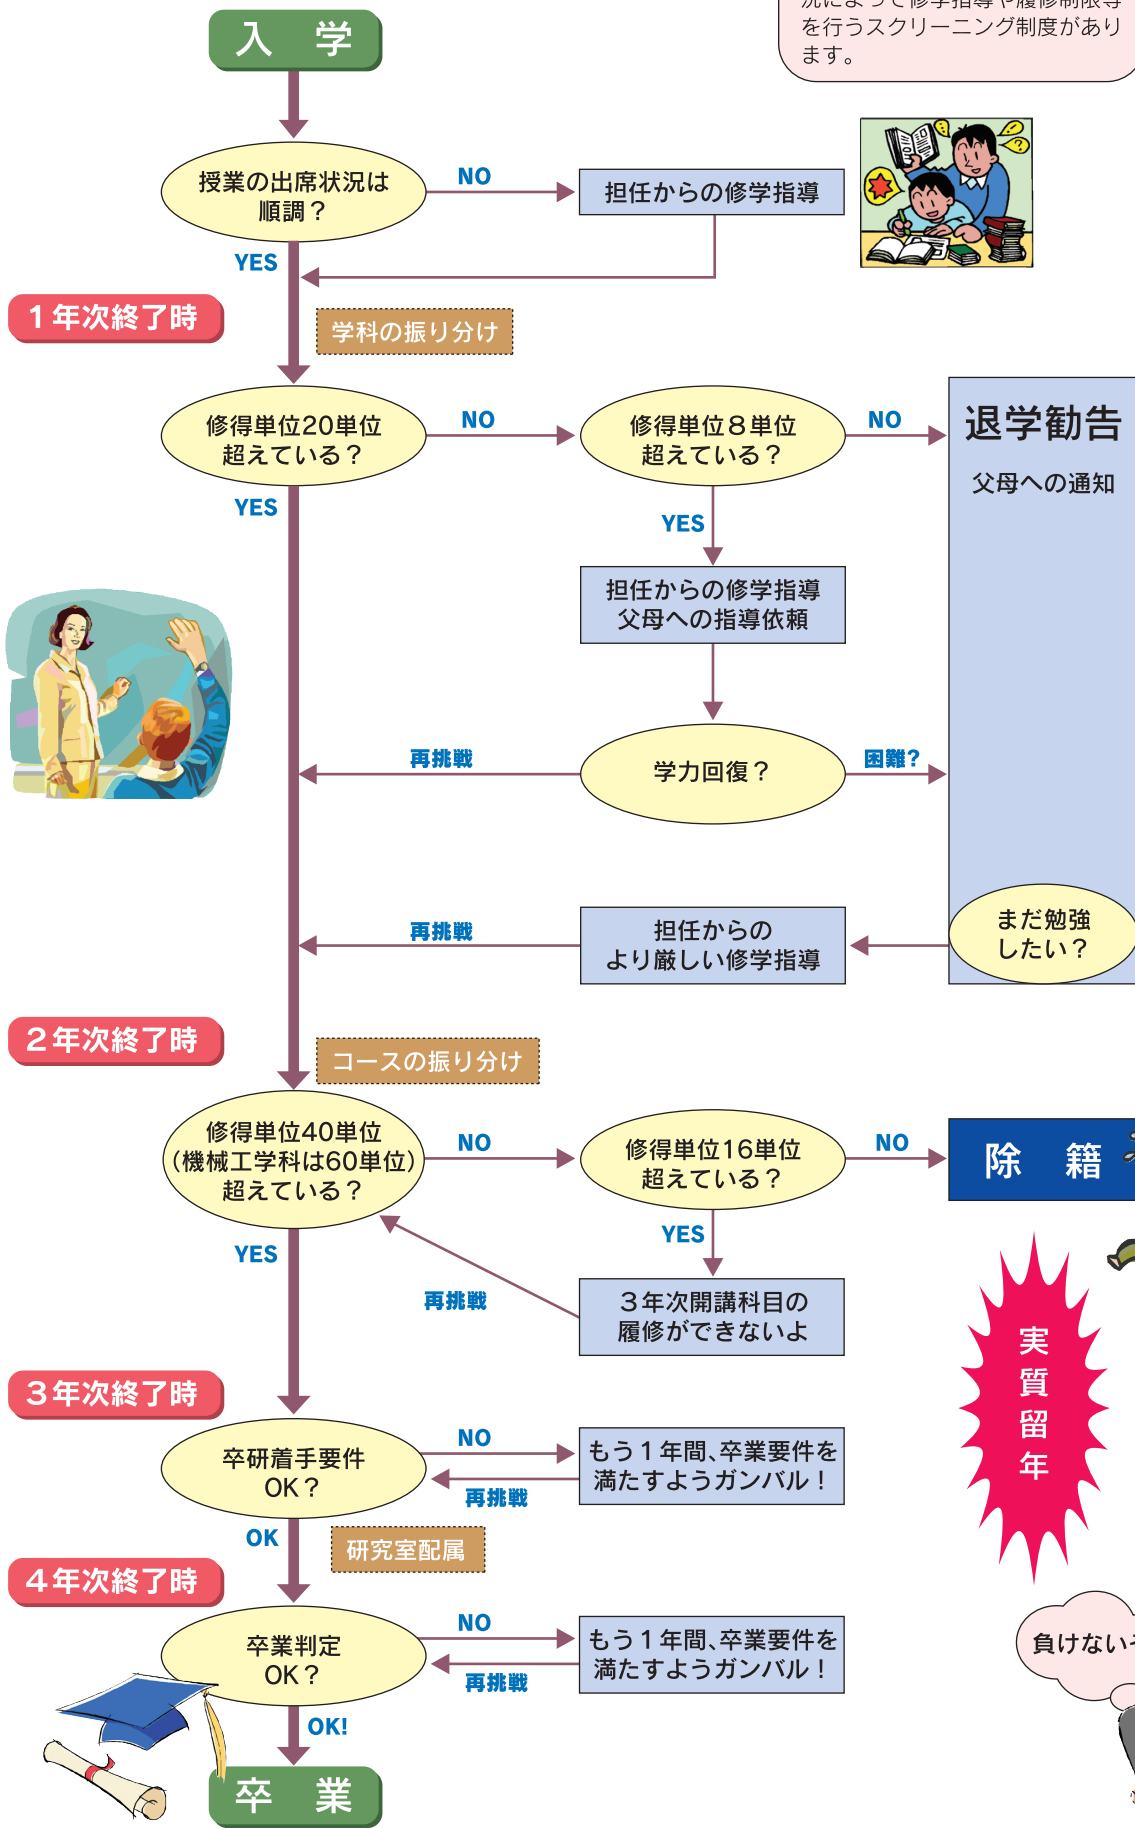 入　学
を行うスクリーニング制度があり
ます。
授業の出席状況は
順調？
NO
担任からの修学指導
YES
１年次終了時
学科の振り分け
修得単位20単位
超えている？
NO
修得単位８単位
超えている？
NO
退学勧告
父母への通知
YES
YES
担任からの修学指導
父母への指導依頼
再挑戦
学力回復？
困難?
再挑戦
担任からの
より厳しい修学指導
まだ勉強
したい？
２年次終了時
コースの振り分け
修得単位40単位
(機械工学科は60単位)
超えている？
NO
修得単位16単位
超えている？
NO
除　籍
YES
YES
再挑戦
３年次開講科目の
履修ができないよ
実質留年
３年次終了時
卒研着手要件
OK？
NO
再挑戦
もう１年間、卒業要件を
満たすようガンバル！
OK
研究室配属
４年次終了時
卒業判定
OK？
NO
再挑戦
もう１年間、卒業要件を
満たすようガンバル！
負けない
OK!
卒　業